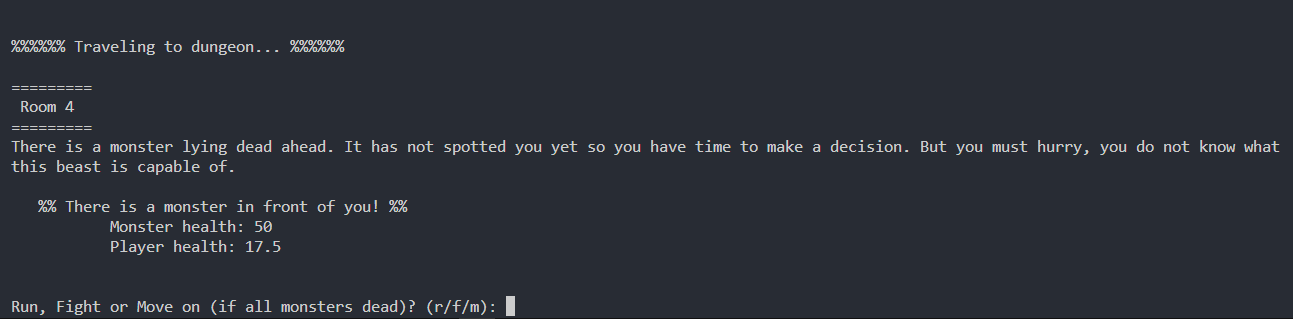 %%%%%% Traveling to dungeon... %%%%%%
=========
Room 4
=========
There is a monster lying dead ahead. It has not spotted you yet so you have time to make a decision. But you must hurry, you do not know what
this beast is capable of.
%% There is a monster in front of you! %%
Monster health: 50
Player health: 17.5
Run, Fight or Move on (if all monsters dead)? (r/f/m):